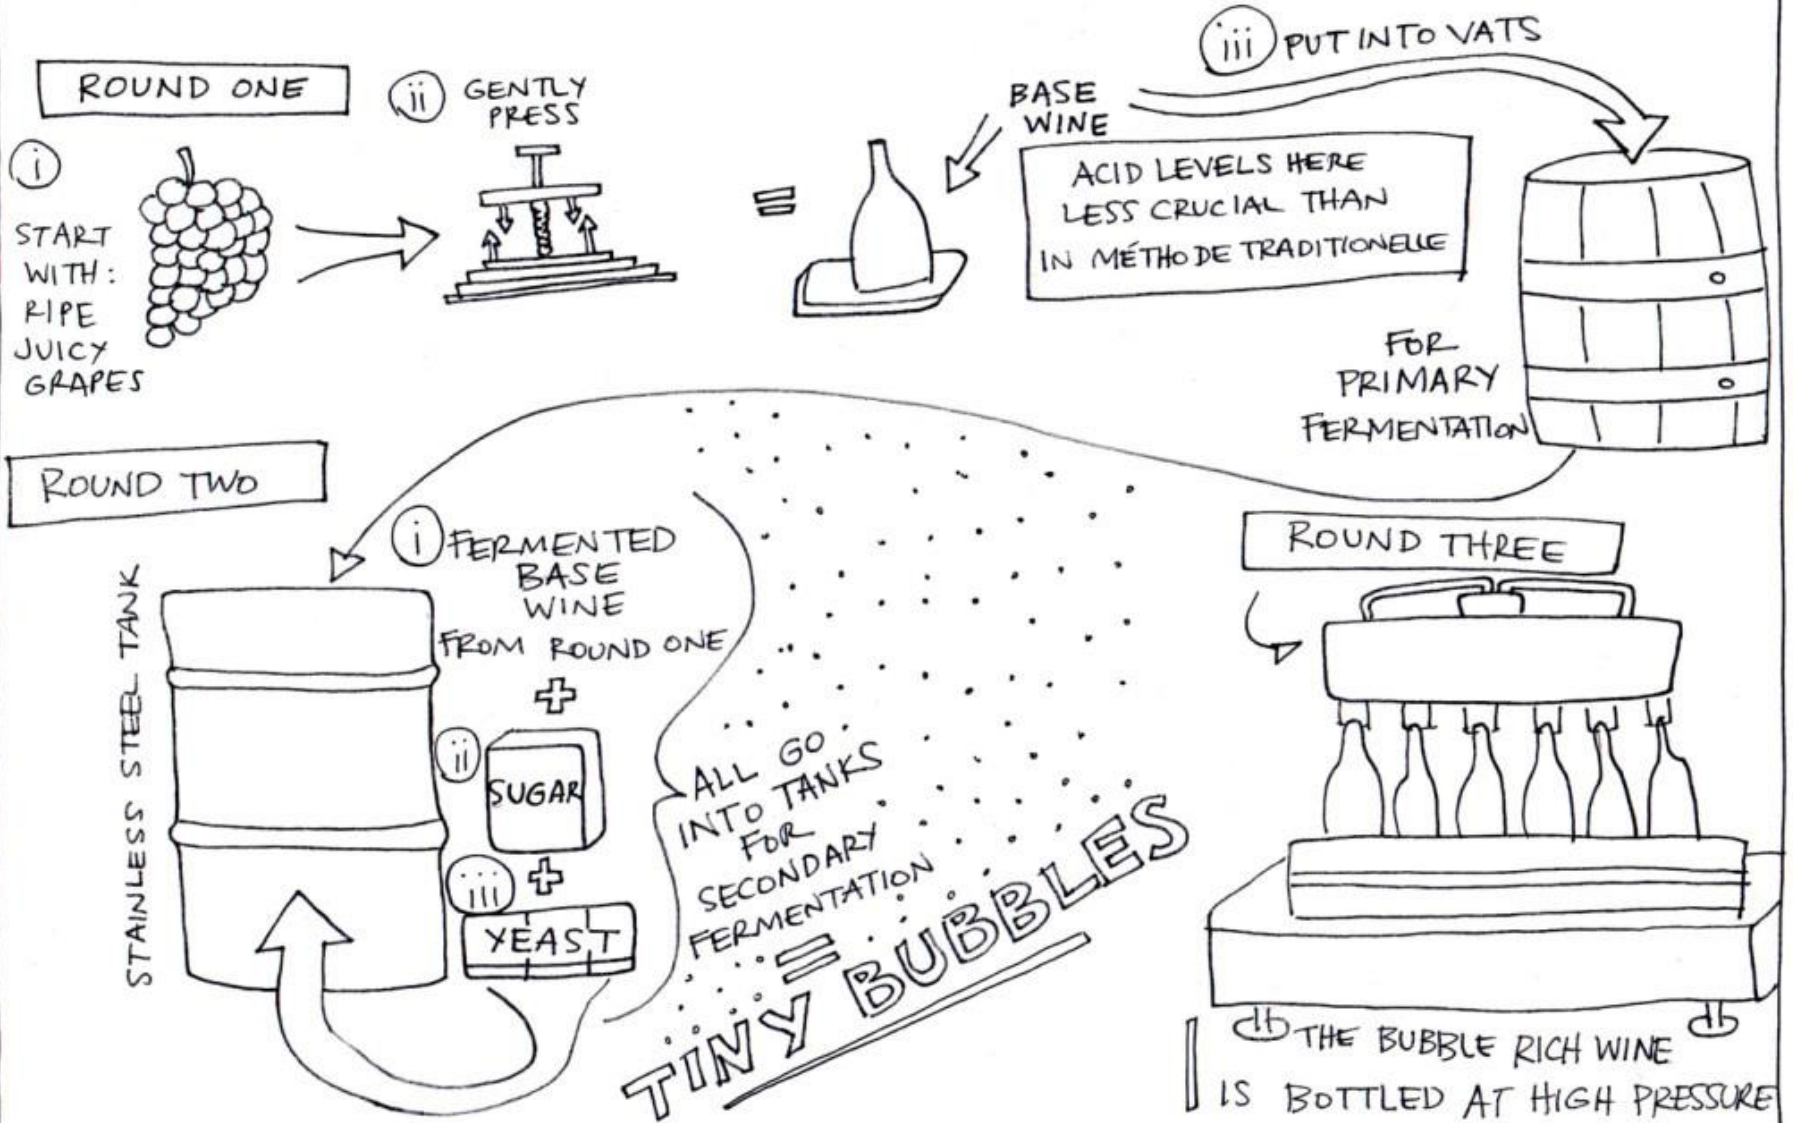 ROUND ONE
i
START
WITH:
RIPE
JUICY
GRAPES
ii
GENTLY
PRESS
=
BASE
WINE
ACID LEVELS HERE
LESS CRUCIAL THAN
IN MÉTHODE TRADITIONELLE
iii PUT INTO VATS
FOR
PRIMARY
FERMENTATION
ROUND TWO
STAINLESS STEEL TANK
i FERMENTED
BASE
WINE
FROM ROUND ONE
+
ii
SUGAR
+
iii
YEAST
ALL GO
INTO TANKS
FOR
SECONDARY
FERMENTATION
=
TINY BUBBLES
ROUND THREE
THE BUBBLE RICH WINE
IS BOTTLED AT HIGH PRESSURE